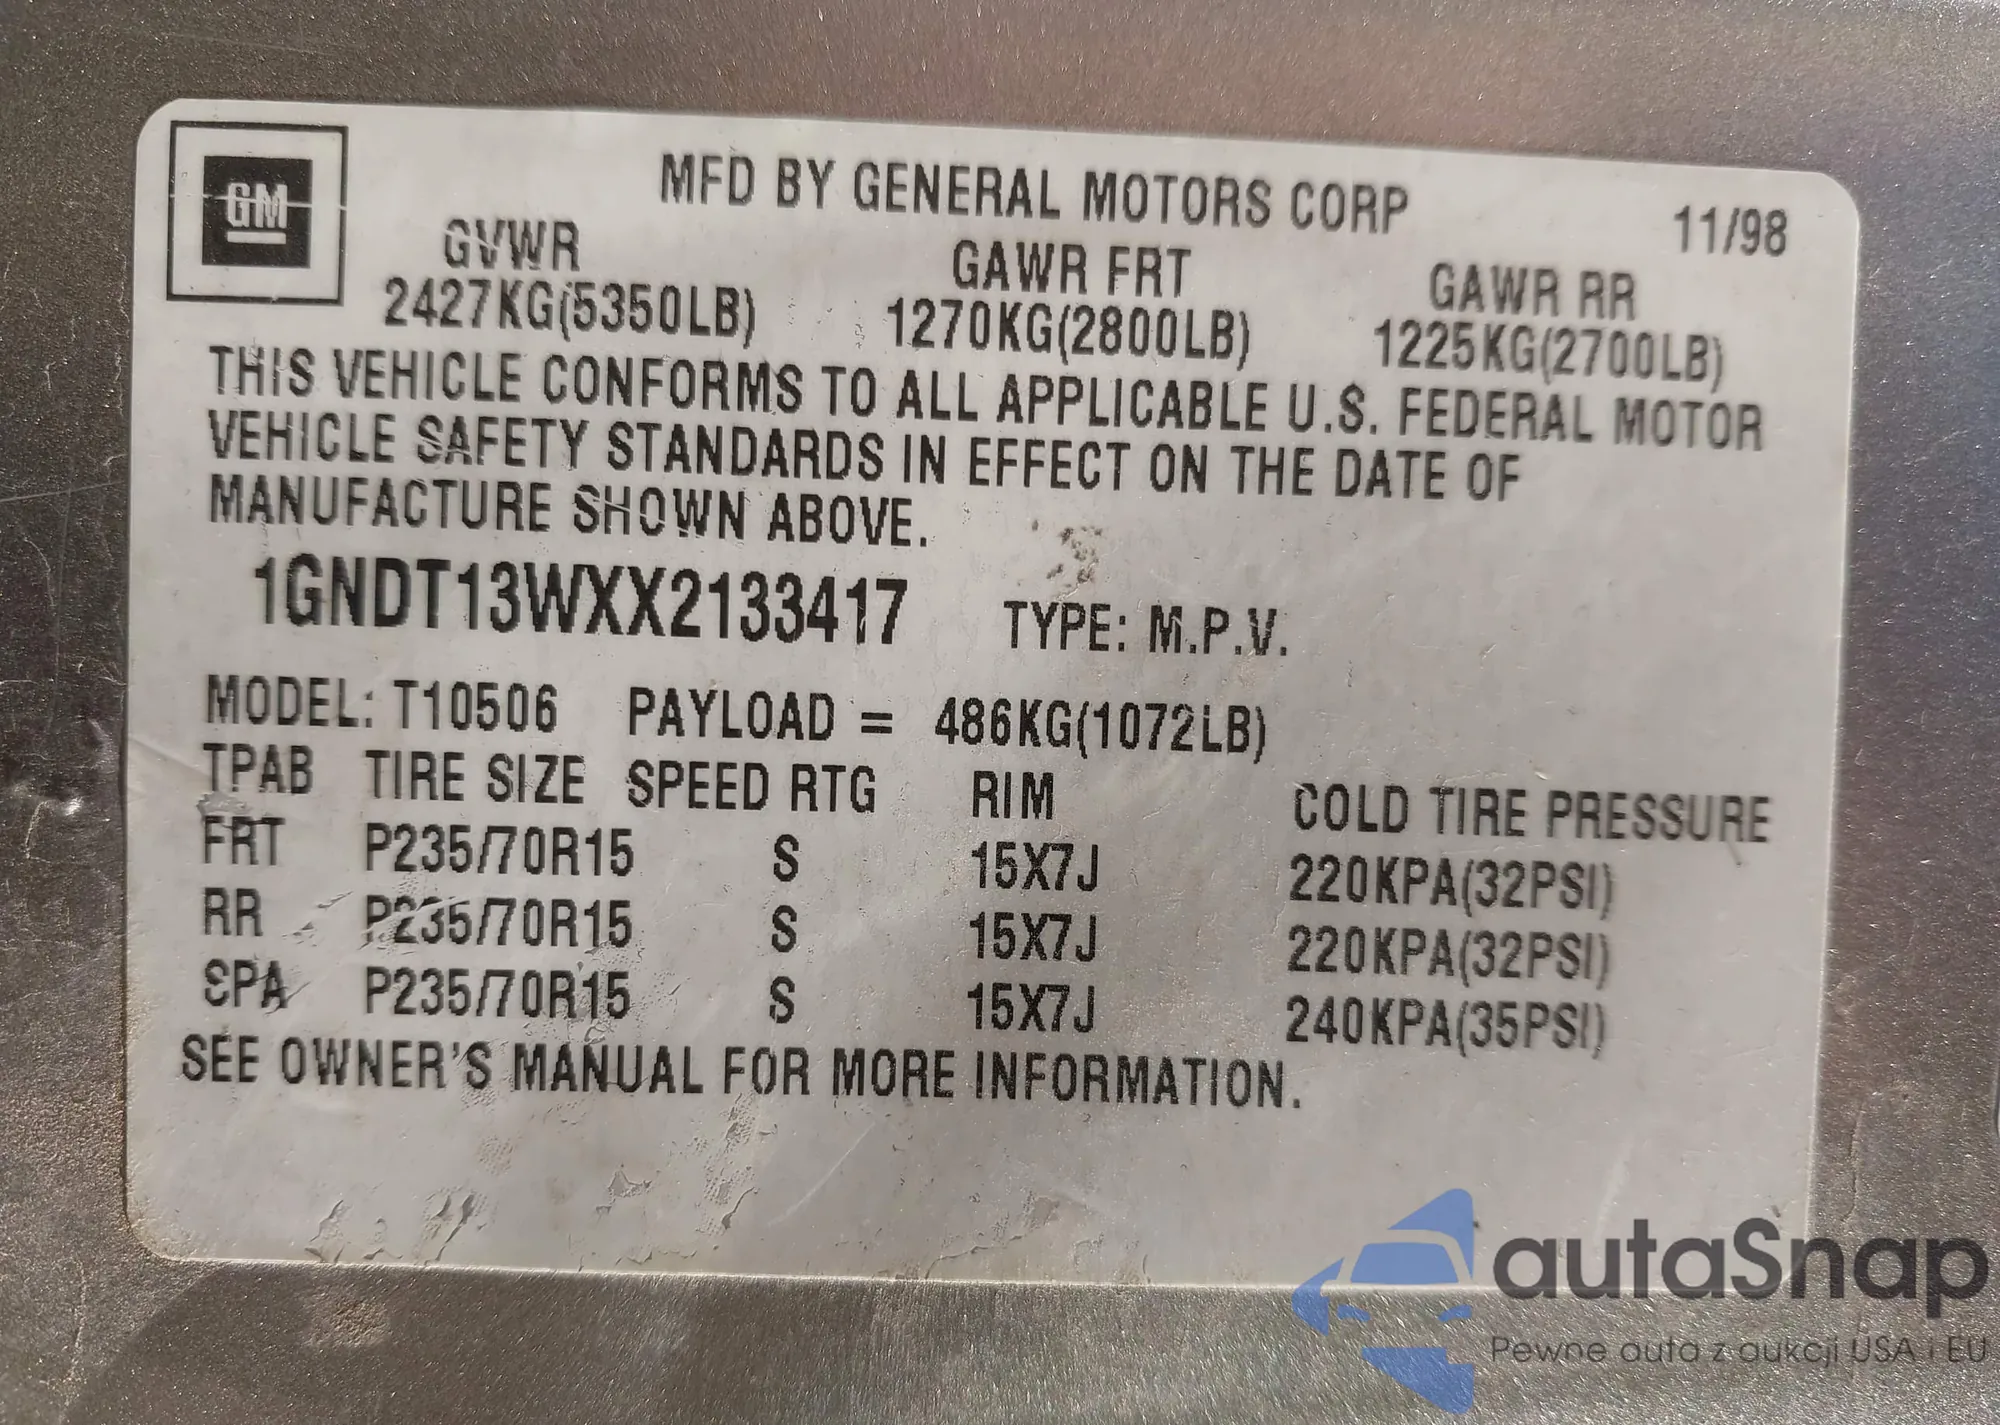 GM
MFD BY GENERAL MOTORS CORP
11/98
GVWR GAWR FRT GAWR RR
2427KG(5350LB) 1270KG(2800LB) 1225KG(2700LB)
THIS VEHICLE CONFORMS TO ALL APPLICABLE U.S. FEDERAL MOTOR
VEHICLE SAFETY STANDARDS IN EFFECT ON THE DATE OF
MANUFACTURE SHOWN ABOVE.
1GNDT13WXX2133417 TYPE: M.P.V.
MODEL: T10506 PAYLOAD = 486KG(1072LB)
TPAB TIRE SIZE SPEED RTG RIM COLD TIRE PRESSURE
FRT P235/70R15 S 15X7J 220KPA(32PSI)
RR P235/70R15 S 15X7J 220KPA(32PSI)
SPA P235/70R15 S 15X7J 240KPA(35PSI)
SEE OWNER'S MANUAL FOR MORE INFORMATION.
autaSnap
Pewne auta z aukcji USA i EU